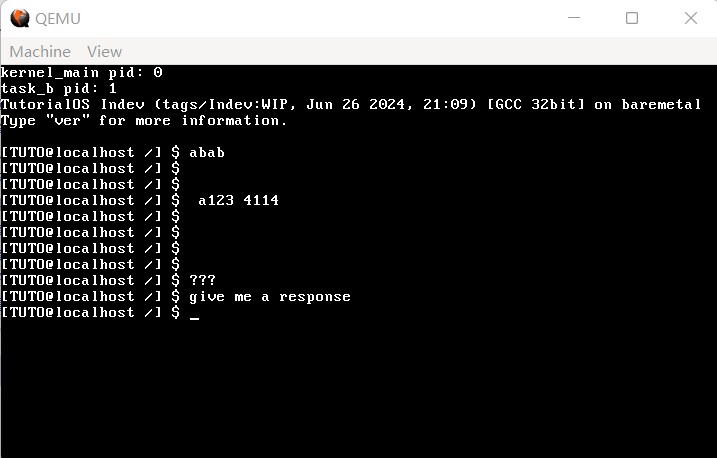 QEMU
Machine View
kernel_main pid: 0
task_b pid: 1
TutorialOS Indev (tags/Indev:WIP, Jun 26 2024, 21:09) [GCC 32bit] on baremetal
Type "ver" for more information.
[TUTO@localhost /] $ abab
[TUTO@localhost /] $
[TUTO@localhost /] $
[TUTO@localhost /] $  a123 4114
[TUTO@localhost /] $
[TUTO@localhost /] $
[TUTO@localhost /] $
[TUTO@localhost /] $
[TUTO@localhost /] $ ???
[TUTO@localhost /] $ give me a response
[TUTO@localhost /] $ _